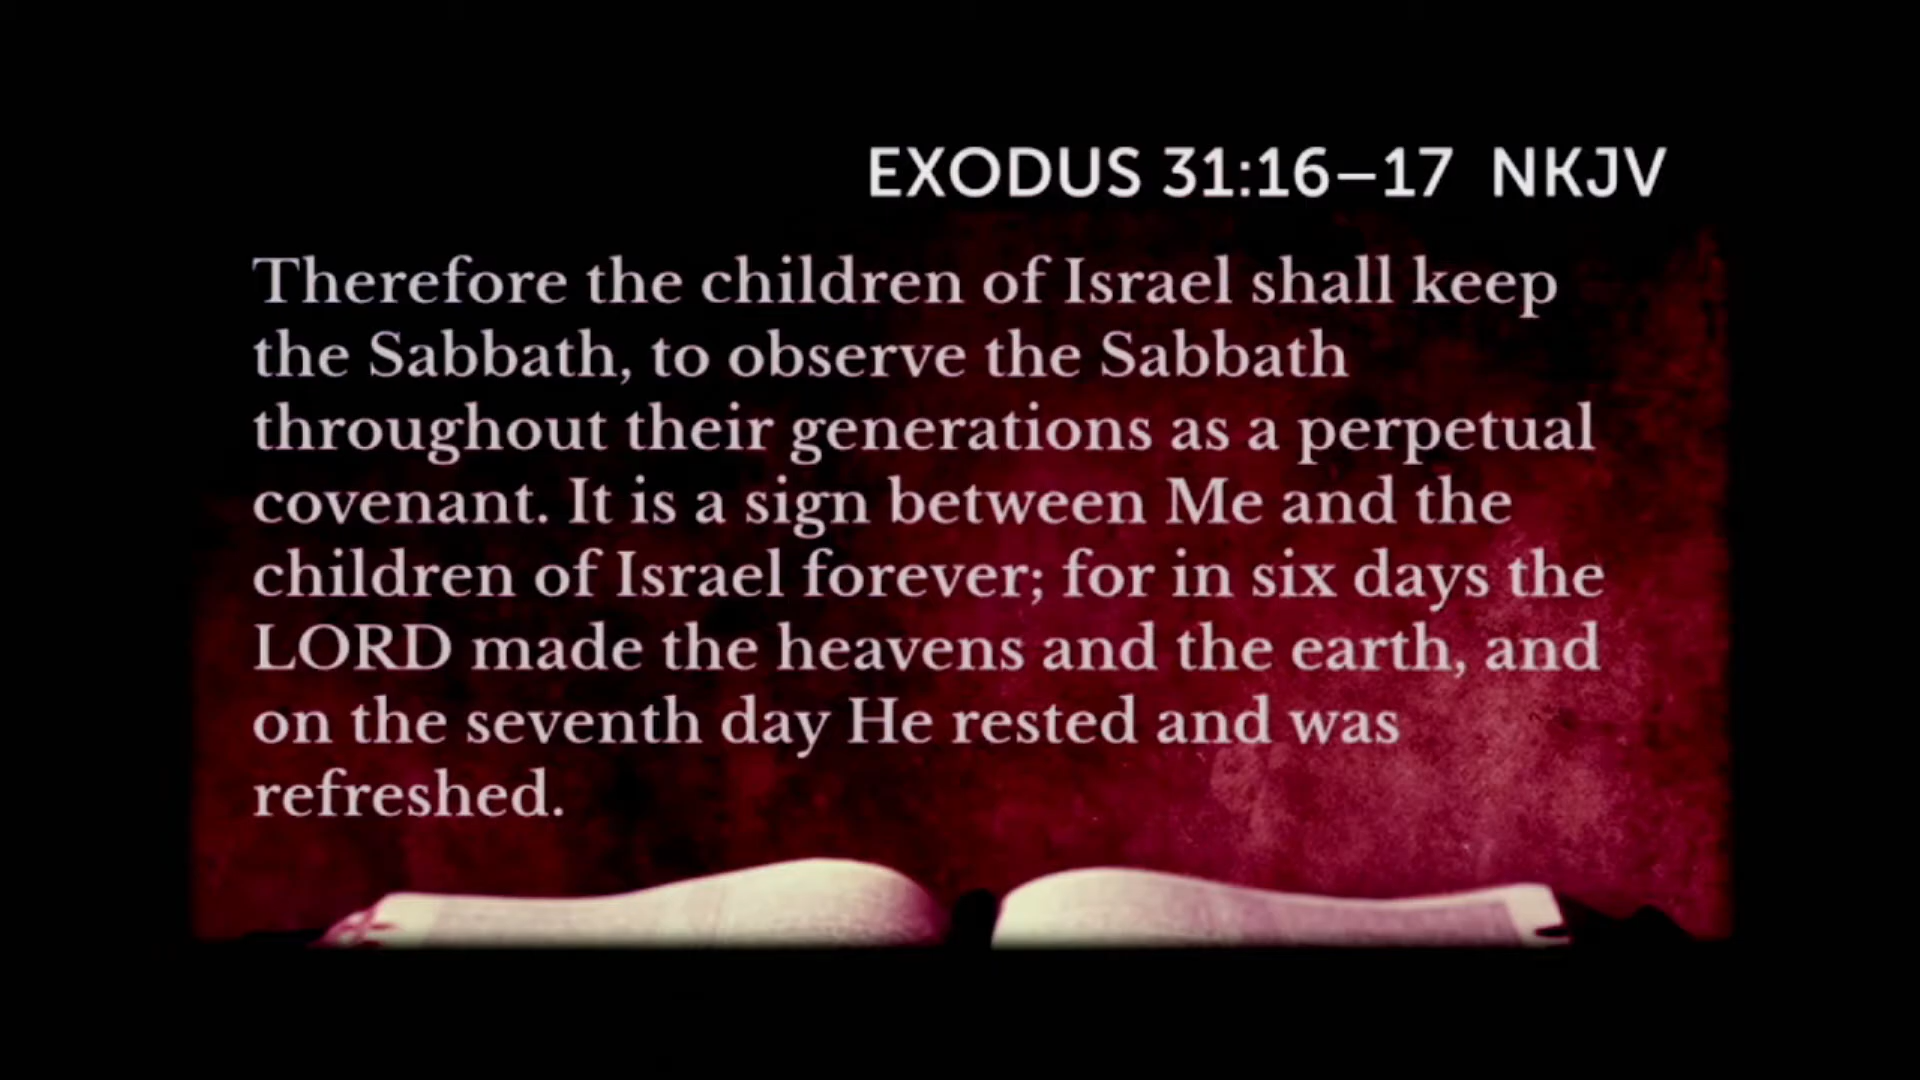 EXODUS 31:16–17 NKJV
Therefore the children of Israel shall keep
the Sabbath, to observe the Sabbath
throughout their generations as a perpetual
covenant. It is a sign between Me and the
children of Israel forever; for in six days the
LORD made the heavens and the earth, and
on the seventh day He rested and was
refreshed.